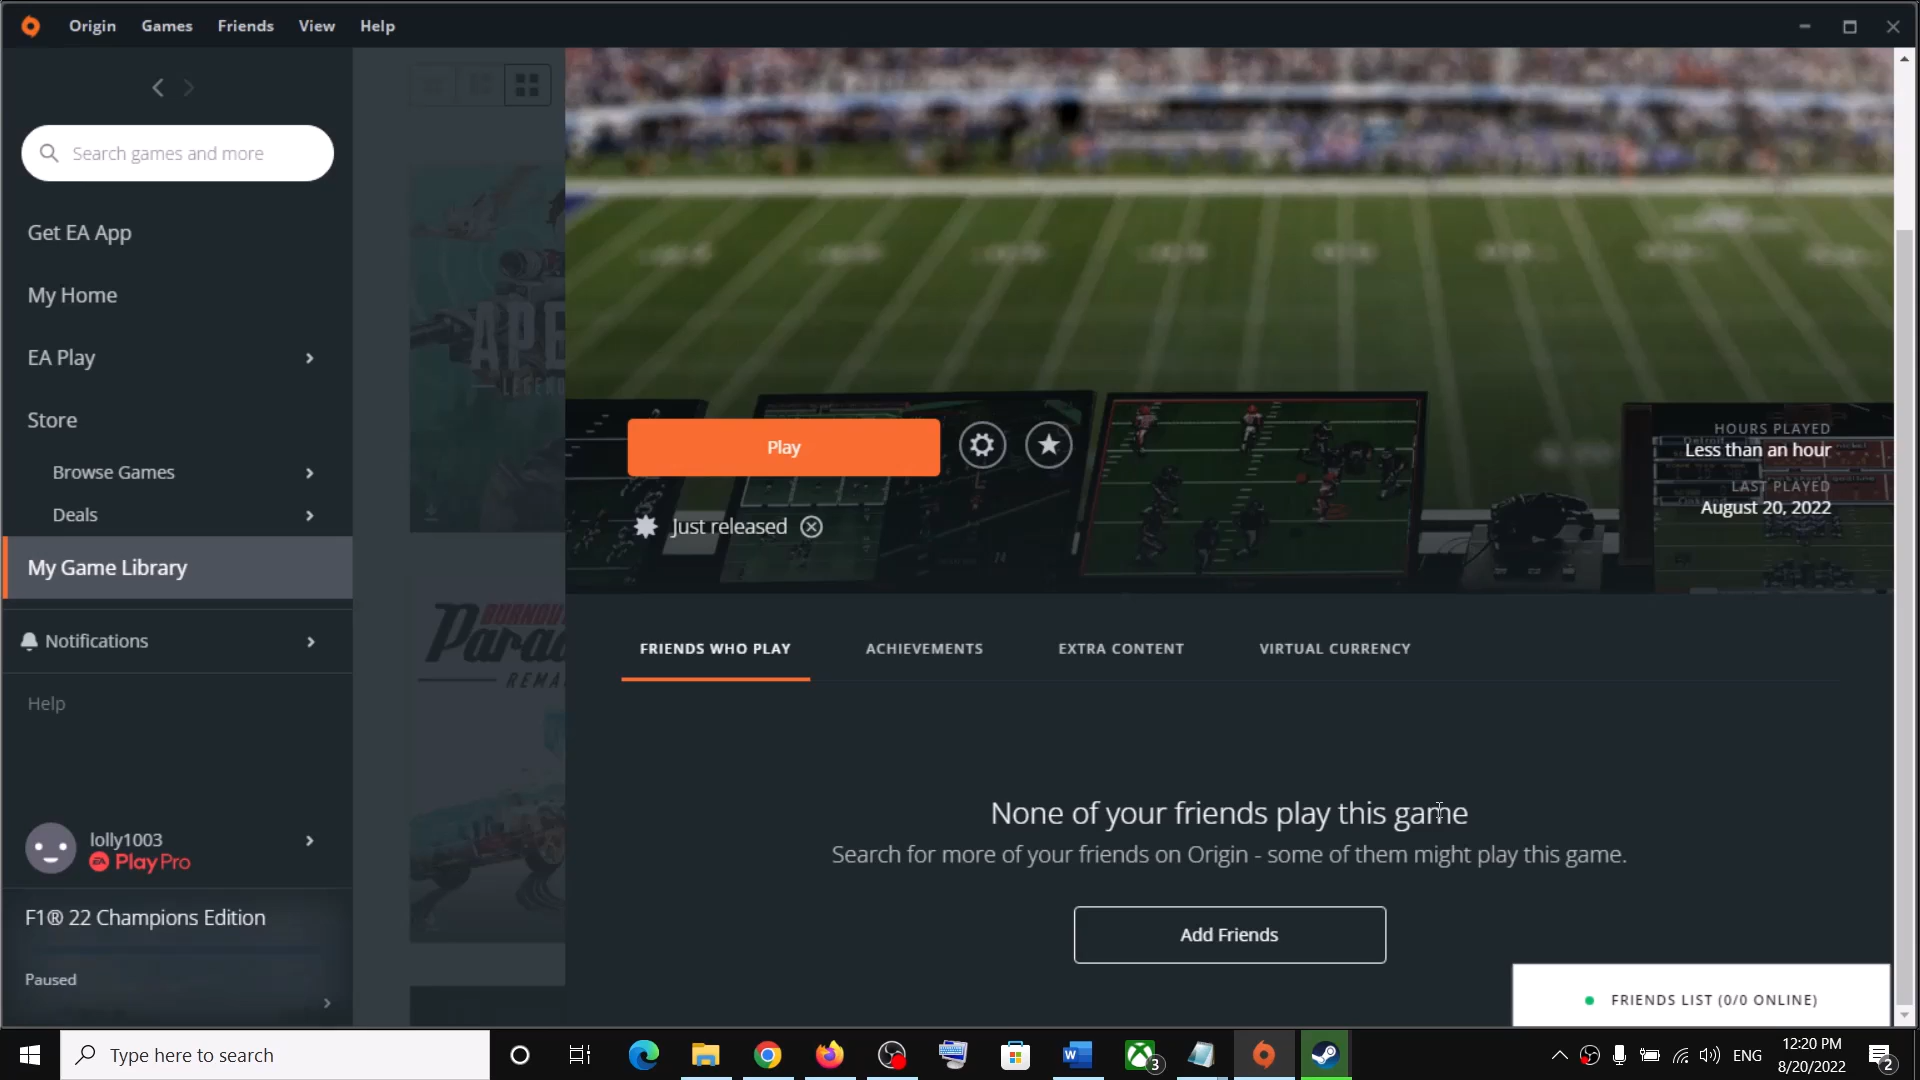 Origin Games Friends View Help
Search games and more
Get EA App
My Home
EA Play
Store
Browse Games
Deals
My Game Library
Notifications
Help
lolly1003
EA Play Pro
F1® 22 Champions Edition
Paused
LEGENDS
Play
Just released
HOURS PLAYED
Less than an hour
LAST PLAYED
August 20, 2022
FRIENDS WHO PLAY ACHIEVEMENTS EXTRA CONTENT VIRTUAL CURRENCY
None of your friends play this game
Search for more of your friends on Origin - some of them might play this game.
Add Friends
FRIENDS LIST (0/0 ONLINE)
Type here to search
3
ENG
12:20 PM
8/20/2022
2